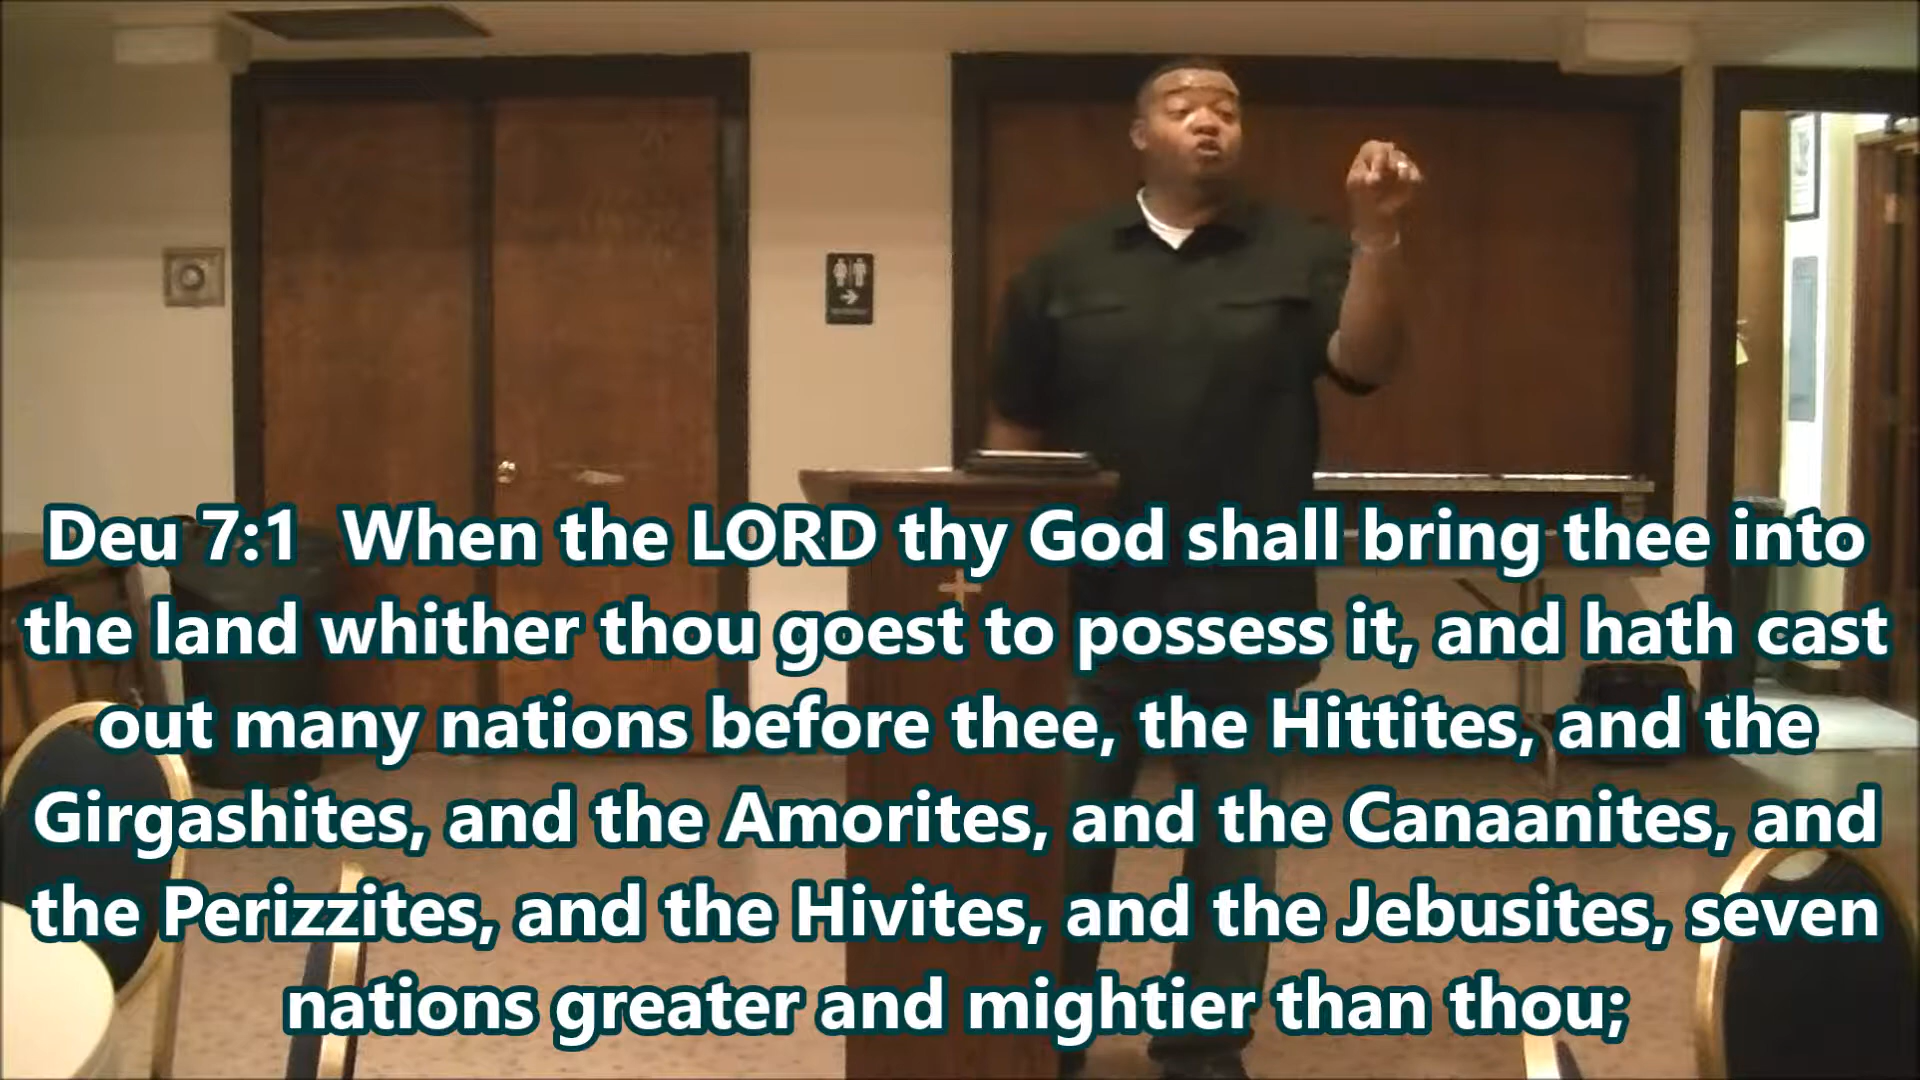 Deu 7:1 When the LORD thy God shall bring thee into
the land whither thou goest to possess it, and hath cast
out many nations before thee, the Hittites, and the
Girgashites, and the Amorites, and the Canaanites, and
the Perizzites, and the Hivites, and the Jebusites, seven
nations greater and mightier than thou;